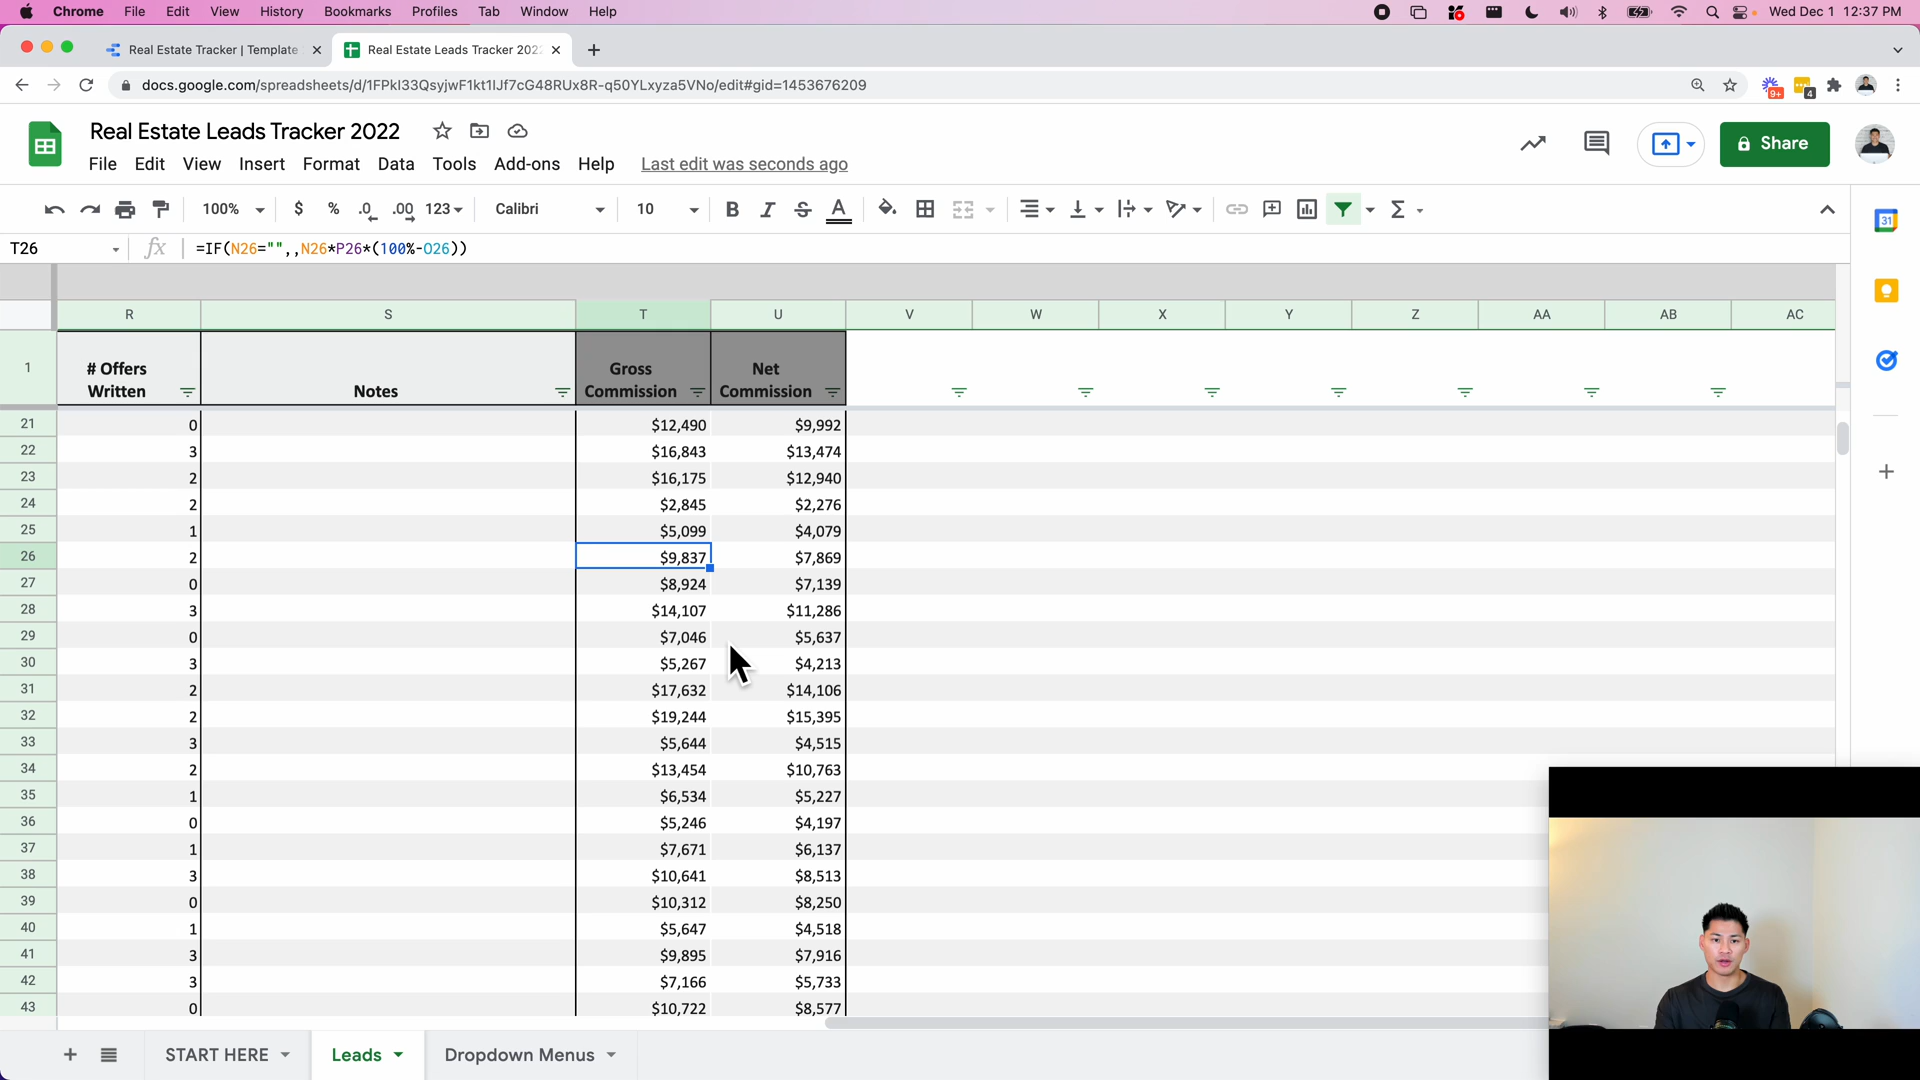 Chrome File Edit View History Bookmarks Profiles Tab Window Help Wed Dec 1 12:37 PM
Real Estate Tracker | Template Real Estate Leads Tracker 202
docs.google.com/spreadsheets/d/1FPkI33QsyjwF1kt1IJf7cG48RUx8R-q50YLxyza5VNo/edit#gid=1453676209 9+ 4
Real Estate Leads Tracker 2022
File Edit View Insert Format Data Tools Add-ons Help Last edit was seconds ago
Share
100% $ % .0 .00 123 Calibri 10 B I S A Σ
31
T26 fx =IF(N26="",,N26*P26*(100%-O26))
R S T U V W X Y Z AA AB AC
1 # Offers Written Notes Gross Commission Net Commission
21 0 $12,490 $9,992
22 3 $16,843 $13,474
23 2 $16,175 $12,940
24 2 $2,845 $2,276
25 1 $5,099 $4,079
26 2 $9,837 $7,869
27 0 $8,924 $7,139
28 3 $14,107 $11,286
29 0 $7,046 $5,637
30 3 $5,267 $4,213
31 2 $17,632 $14,106
32 2 $19,244 $15,395
33 3 $5,644 $4,515
34 2 $13,454 $10,763
35 1 $6,534 $5,227
36 0 $5,246 $4,197
37 1 $7,671 $6,137
38 3 $10,641 $8,513
39 0 $10,312 $8,250
40 1 $5,647 $4,518
41 3 $9,895 $7,916
42 3 $7,166 $5,733
43 0 $10,722 $8,577
START HERE Leads Dropdown Menus